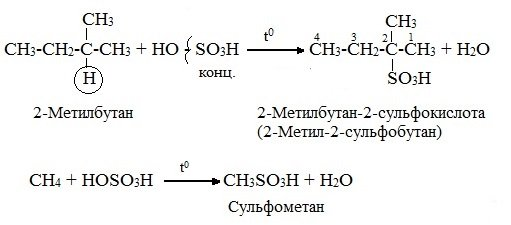 CH3 CH3
t0 4 3 2 1
CH3-CH2-C-CH3 + HO SO3H CH3-CH2-C-CH3 + H2O
H конц. SO3H
2-Метилбутан 2-Метилбутан-2-сульфокислота
(2-Метил-2-сульфобутан)
t0
CH4 + HOSO3H CH3SO3H + H2O
Сульфометан